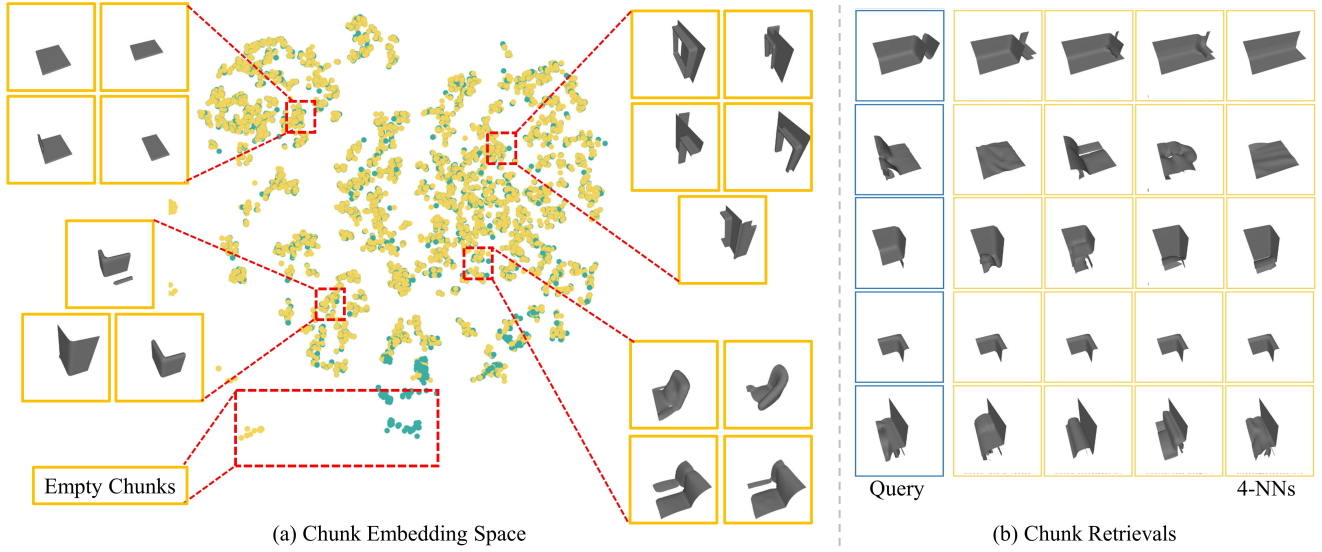 Empty Chunks
Query
4-NNs
(a) Chunk Embedding Space
(b) Chunk Retrievals